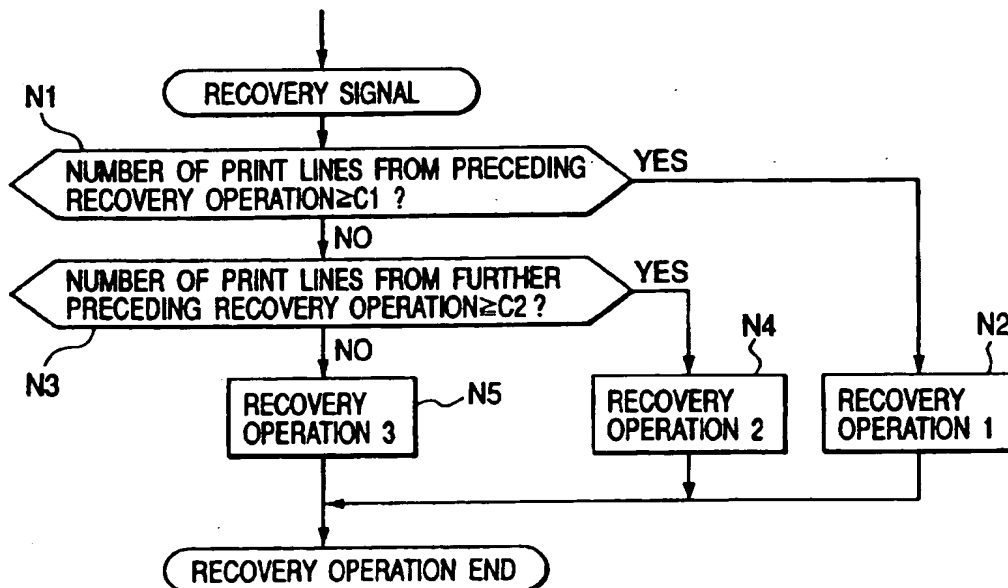 RECOVERY SIGNAL
N1
NUMBER OF PRINT LINES FROM PRECEDING
RECOVERY OPERATION≥C1 ?
YES
NO
NUMBER OF PRINT LINES FROM FURTHER
PRECEDING RECOVERY OPERATION≥C2 ?
YES
N3
NO
N4
N2
RECOVERY
OPERATION 3
N5
RECOVERY
OPERATION 2
RECOVERY
OPERATION 1
RECOVERY OPERATION END